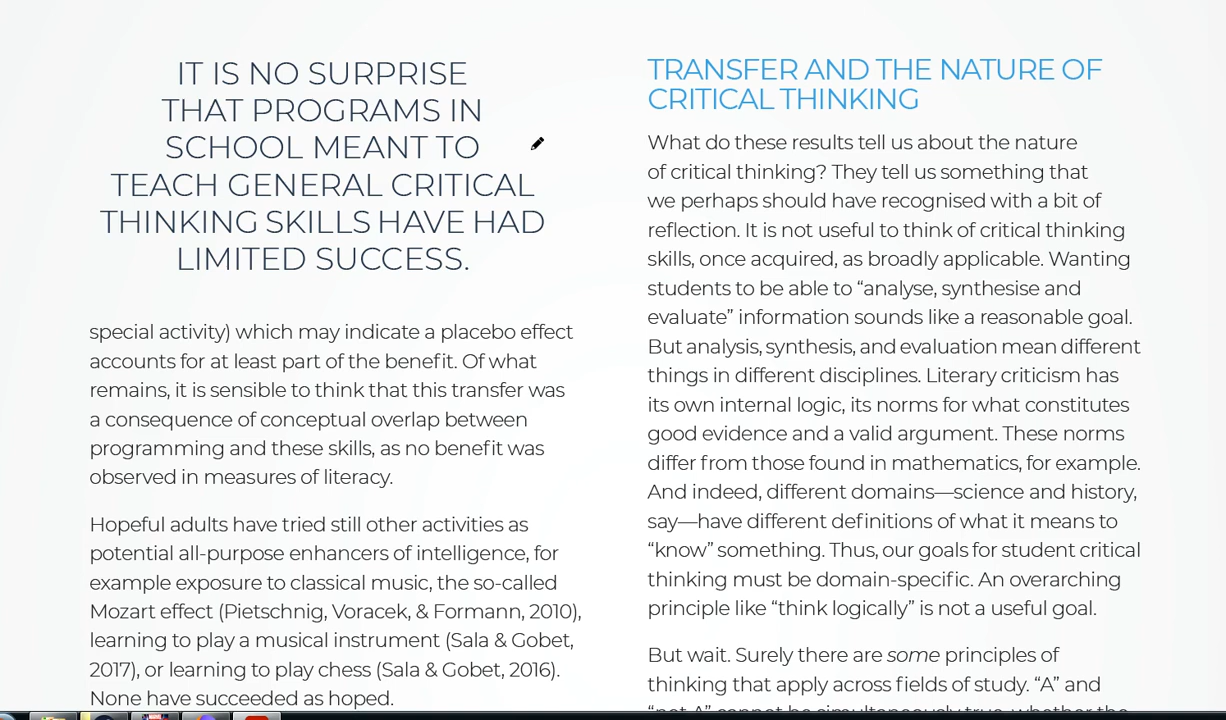 IT IS NO SURPRISE
THAT PROGRAMS IN
SCHOOL MEANT TO
TEACH GENERAL CRITICAL
THINKING SKILLS HAVE HAD
LIMITED SUCCESS.
special activity) which may indicate a placebo effect
accounts for at least part of the benefit. Of what
remains, it is sensible to think that this transfer was
a consequence of conceptual overlap between
programming and these skills, as no benefit was
observed in measures of literacy.
Hopeful adults have tried still other activities as
potential all-purpose enhancers of intelligence, for
example exposure to classical music, the so-called
Mozart effect (Pietschnig, Voracek, & Formann, 2010),
learning to play a musical instrument (Sala & Gobet,
2017), or learning to play chess (Sala & Gobet, 2016).
None have succeeded as hoped.
TRANSFER AND THE NATURE OF
CRITICAL THINKING
What do these results tell us about the nature
of critical thinking? They tell us something that
we perhaps should have recognised with a bit of
reflection. It is not useful to think of critical thinking
skills, once acquired, as broadly applicable. Wanting
students to be able to “analyse, synthesise and
evaluate” information sounds like a reasonable goal.
But analysis, synthesis, and evaluation mean different
things in different disciplines. Literary criticism has
its own internal logic, its norms for what constitutes
good evidence and a valid argument. These norms
differ from those found in mathematics, for example.
And indeed, different domains—science and history,
say—have different definitions of what it means to
“know” something. Thus, our goals for student critical
thinking must be domain-specific. An overarching
principle like “think logically” is not a useful goal.
But wait. Surely there are some principles of
thinking that apply across fields of study. “A” and
“not A” cannot be simultaneously true, whether the